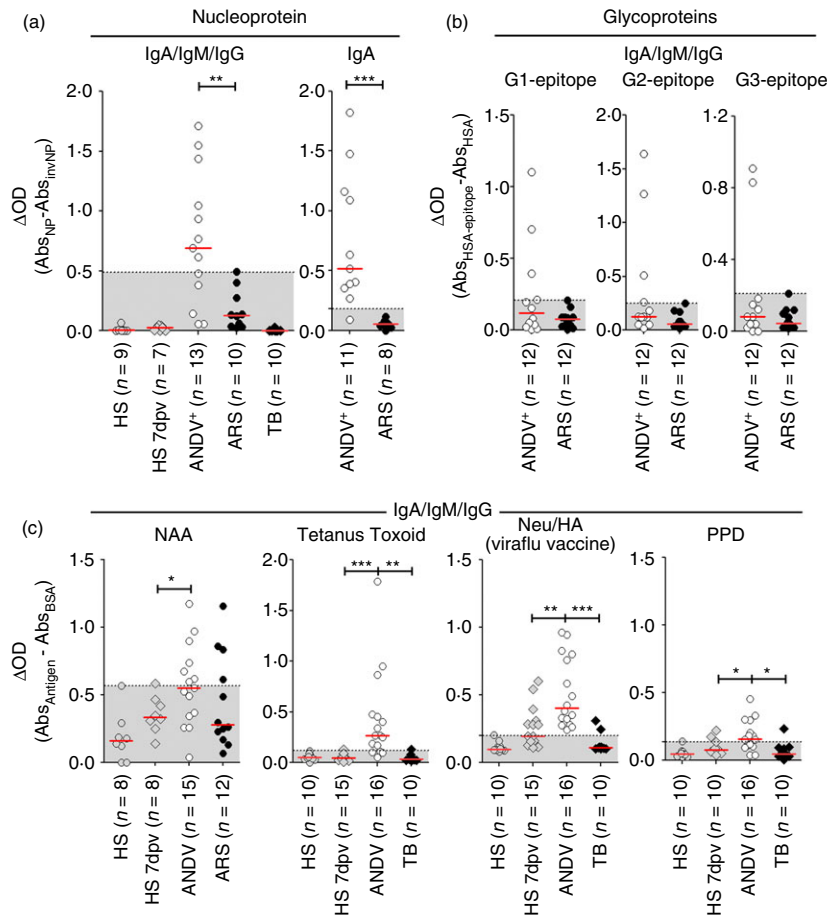 (a) Nucleoprotein
IgA/IgM/IgG IgA
** ***
ΔOD
(Abs_NP-Abs_invNP)
2·0
1·5
1·0
0·5
0·0
2·0
1·5
1·0
0·5
0·0
HS (n = 9)
HS 7dpv (n = 7)
ANDV⁺ (n = 13)
ARS (n = 10)
TB (n = 10)
ANDV⁺ (n = 11)
ARS (n = 8)
(b) Glycoproteins
IgA/IgM/IgG
G1-epitope G2-epitope G3-epitope
ΔOD
(Abs_HSA-epitope-Abs_HSA)
1·5
1·0
0·5
0·0
2·0
1·5
1·0
0·5
0·0
1·2
0·8
0·4
0·0
ANDV⁺ (n = 12)
ARS (n = 12)
ANDV⁺ (n = 12)
ARS (n = 12)
ANDV⁺ (n = 12)
ARS (n = 12)
(c) IgA/IgM/IgG
NAA
ΔOD
(Abs_Antigen - Abs_BSA)
1·5
1·0
0·5
0·0
*
HS (n = 8)
HS 7dpv (n = 8)
ANDV (n = 15)
ARS (n = 12)
Tetanus Toxoid
2·0
1·5
1·0
0·5
0·0
*** **
HS (n = 10)
HS 7dpv (n = 15)
ANDV (n = 16)
TB (n = 10)
Neu/HA
(viraflu vaccine)
1·5
1·0
0·5
0·0
** ***
HS (n = 10)
HS 7dpv (n = 15)
ANDV (n = 16)
TB (n = 10)
PPD
1·5
1·0
0·5
0·0
* *
HS (n = 10)
HS 7dpv (n = 10)
ANDV (n = 16)
TB (n = 10)